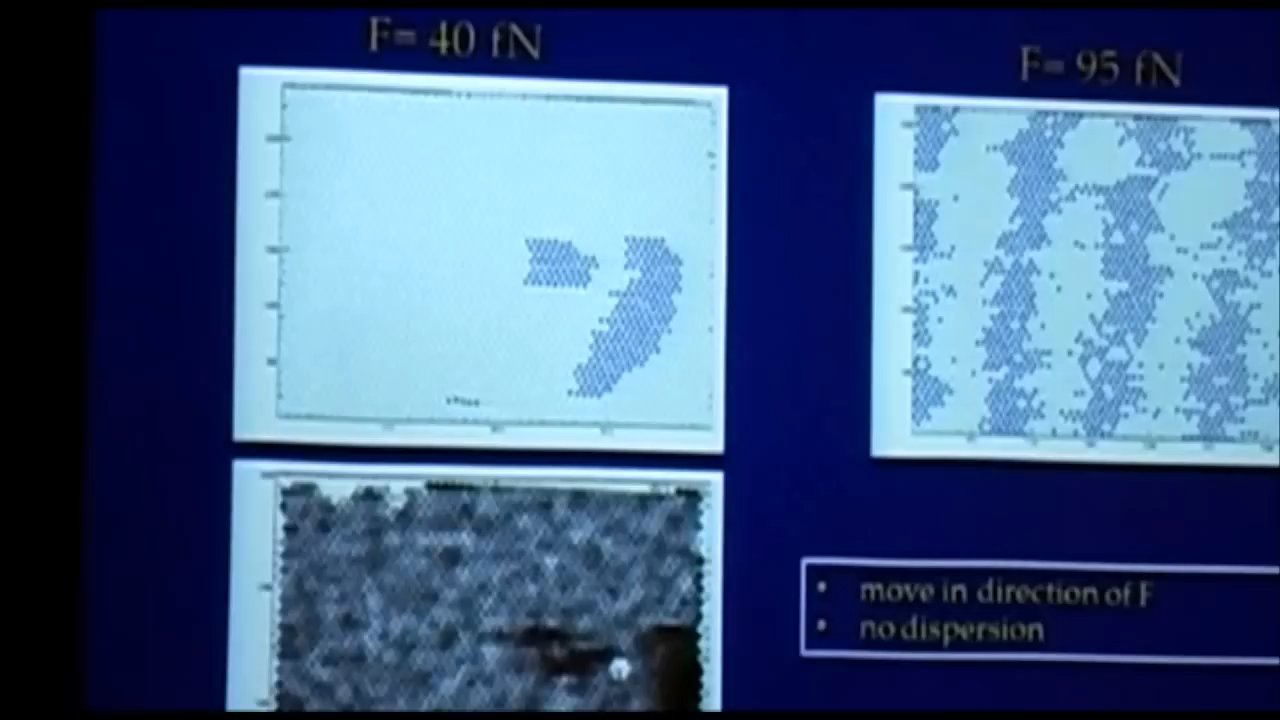 F= 40 fN
F= 95 fN
• move in direction of F
• no dispersion